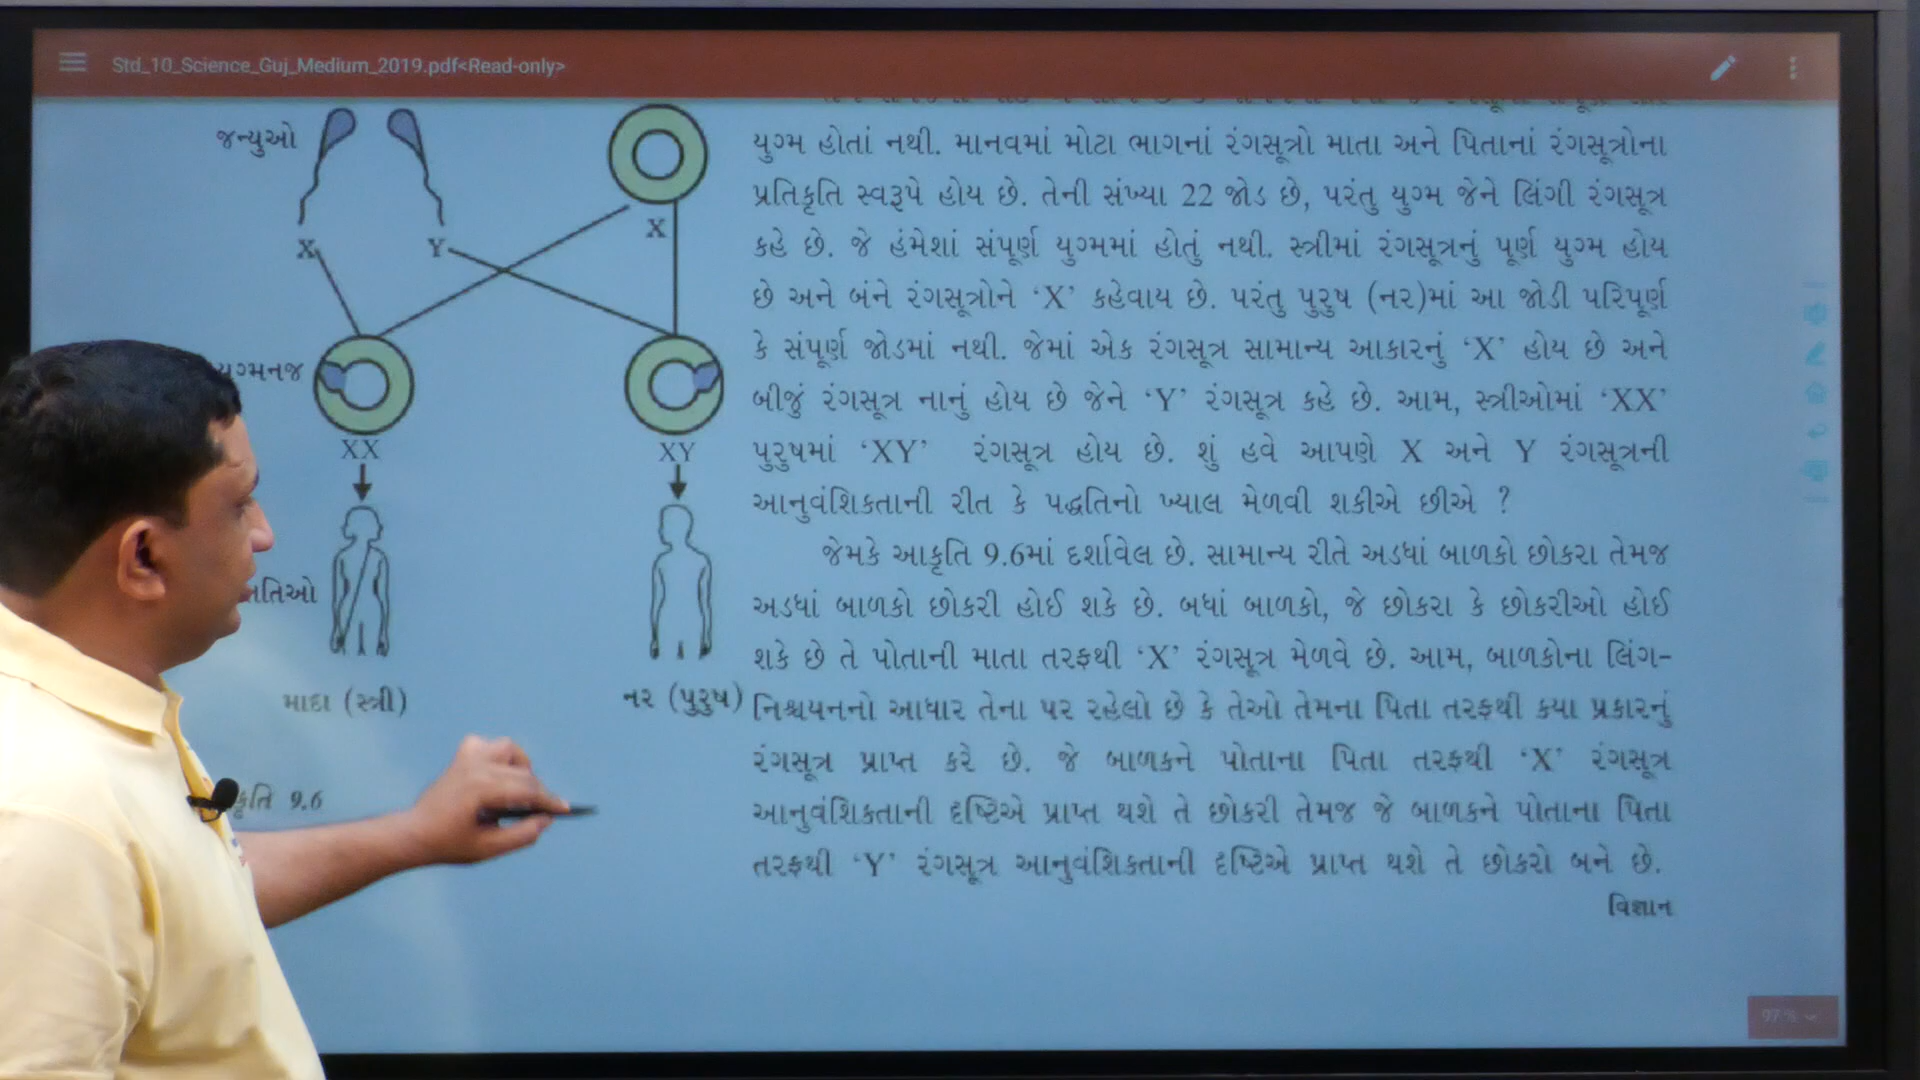 Std_10_Science_Guj_Medium_2019.pdf<Read-only>
જન્યુઓ
X
Y
X
XX
XY
માદા (સ્ત્રી)
નર (પુરુષ)
9.6
યુગ્મ હોતાં નથી. માનવમાં મોટા ભાગનાં રંગસૂત્રો માતા અને પિતાનાં રંગસૂત્રોના
પ્રતિકૃતિ સ્વરૂપે હોય છે. તેની સંખ્યા 22 જોડ છે, પરંતુ યુગ્મ જેને લિંગી રંગસૂત્ર
કહે છે. જે હંમેશાં સંપૂર્ણ યુગ્મમાં હોતું નથી. સ્ત્રીમાં રંગસૂત્રનું પૂર્ણ યુગ્મ હોય
છે અને બંને રંગસૂત્રોને ‘X’ કહેવાય છે. પરંતુ પુરુષ (નર)માં આ જોડી પરિપૂર્ણ
કે સંપૂર્ણ જોડમાં નથી. જેમાં એક રંગસૂત્ર સામાન્ય આકારનું ‘X’ હોય છે અને
બીજું રંગસૂત્ર નાનું હોય છે જેને ‘Y’ રંગસૂત્ર કહે છે. આમ, સ્ત્રીઓમાં ‘XX’
પુરુષમાં ‘XY’ રંગસૂત્ર હોય છે. શું હવે આપણે X અને Y રંગસૂત્રની
આનુવંશિકતાની રીત કે પદ્ધતિનો ખ્યાલ મેળવી શકીએ છીએ ?
જેમકે આકૃતિ 9.6માં દર્શાવેલ છે. સામાન્ય રીતે અડધાં બાળકો છોકરા તેમજ
અડધાં બાળકો છોકરી હોઈ શકે છે. બધાં બાળકો, જે છોકરા કે છોકરીઓ હોઈ
શકે છે તે પોતાની માતા તરફથી ‘X’ રંગસૂત્ર મેળવે છે. આમ, બાળકોના લિંગ-
નિશ્ચયનનો આધાર તેના પર રહેલો છે કે તેઓ તેમના પિતા તરફથી કયા પ્રકારનું
રંગસૂત્ર પ્રાપ્ત કરે છે. જે બાળકને પોતાના પિતા તરફથી ‘X’ રંગસૂત્ર
આનુવંશિકતાની દૃષ્ટિએ પ્રાપ્ત થશે તે છોકરી તેમજ જે બાળકને પોતાના પિતા
તરફથી ‘Y’ રંગસૂત્ર આનુવંશિકતાની દૃષ્ટિએ પ્રાપ્ત થશે તે છોકરો બને છે.
વિજ્ઞાન
97 %